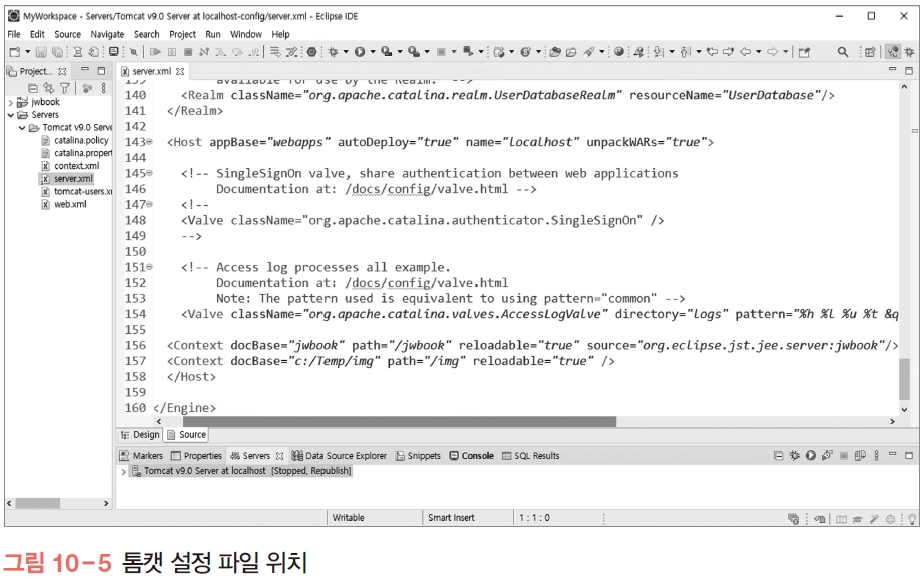 MyWorkspace - Servers/Tomcat v9.0 Server at localhost-config/server.xml - Eclipse IDE
File Edit Source Navigate Search Project Run Window Help
Project...
server.xml
jwbook
Servers
Tomcat v9.0 Serve
catalina.policy
catalina.propert
context.xml
server.xml
tomcat-users.x
web.xml
139 available for use by the Realm. -->
140 <Realm className="org.apache.catalina.realm.UserDatabaseRealm" resourceName="UserDatabase"/>
141 </Realm>
142
143 <Host appBase="webapps" autoDeploy="true" name="localhost" unpackWARs="true">
144
145 <!-- SingleSignOn valve, share authentication between web applications
146 Documentation at: /docs/config/valve.html -->
147 <!--
148 <Valve className="org.apache.catalina.authenticator.SingleSignOn" />
149 -->
150
151 <!-- Access log processes all example.
152 Documentation at: /docs/config/valve.html
153 Note: The pattern used is equivalent to using pattern="common" -->
154 <Valve className="org.apache.catalina.valves.AccessLogValve" directory="logs" pattern="%h %l %u %t &q
155
156 <Context docBase="jwbook" path="/jwbook" reloadable="true" source="org.eclipse.jst.jee.server:jwbook"/>
157 <Context docBase="c:/Temp/img" path="/img" reloadable="true" />
158 </Host>
159
160 </Engine>
Design Source
Markers Properties Servers Data Source Explorer Snippets Console SQL Results
Tomcat v9.0 Server at localhost [Stopped, Republish]
Writable Smart Insert 1 : 1 : 0
그림 10-5 톰캣 설정 파일 위치